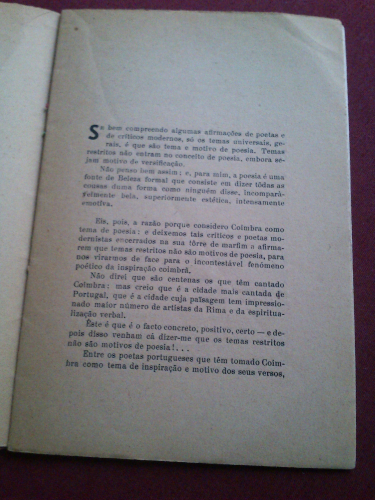 Se bem compreendo algumas afirmações de poetas e
de críticos modernos, só os temas universais, ge-
rais, é que são tema e motivo de poesia. Temas
restritos não entram no conceito de poesia, embora se-
jam motivo de versificação.
Não penso bem assim: e, para mim, a poesia é uma
fonte de Beleza formal que consiste em dizer tôdas as
cousas duma forma como ninguém disse, incompará-
velmente bela, superiormente estética, intensamente
emotiva.
Eis, pois, a razão porque considero Coimbra como
tema de poesia: e deixemos tais críticos e poetas mo-
dernistas encerrados na sua tôrre de marfim e afirma-
rem que temas restritos não são motivos de poesia, para
nos virarmos de face para o incontestável fenómeno
poético da inspiração coimbrã.
Não direi que são centenas os que têm cantado
Coimbra: mas creio que é a cidade mais cantada de
Portugal, que é a cidade cuja paisagem tem impressio-
nado maior número de artistas da Rima e da espiritua-
lização verbal.
Êste é que é o facto concreto, positivo, certo — e de-
pois disso venham cá dizer-me que os temas restritos
não são motivos de poesia!...
Entre os poetas portugueses que têm tomado Coim-
bra como tema de inspiração e motivo dos seus versos,